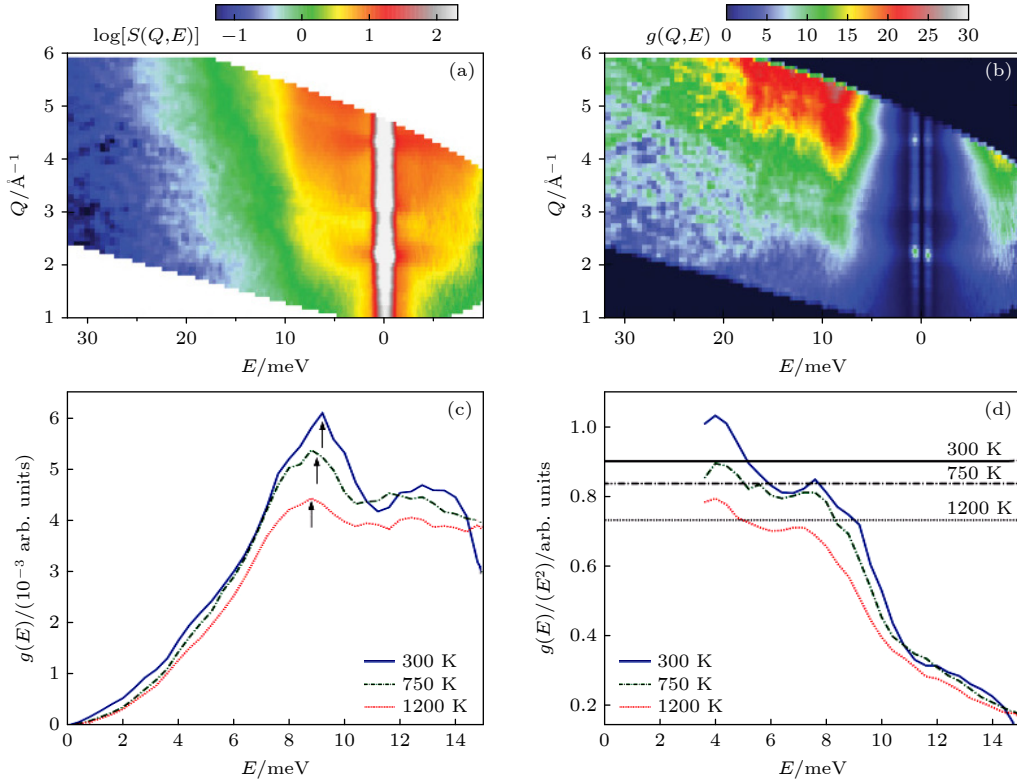 log[S(Q,E)] −1 0 1 2
(a)
Q/Å⁻¹
6
5
4
3
2
1
30 20 10 0
E/meV
g(Q,E) 0 5 10 15 20 25 30
(b)
Q/Å⁻¹
6
5
4
3
2
1
30 20 10 0
E/meV
(c)
g(E)/(10⁻³ arb. units)
6
5
4
3
2
1
0
300 K
750 K
1200 K
0 2 4 6 8 10 12 14
E/meV
(d)
g(E)/(E²)/arb. units
1.0
0.8
0.6
0.4
0.2
300 K
750 K
1200 K
300 K
750 K
1200 K
0 2 4 6 8 10 12 14
E/meV